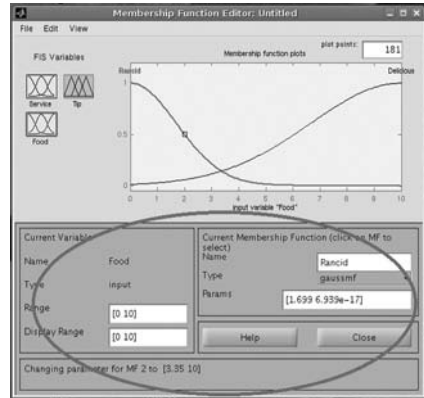 Membership Function Editor: Untitled
File Edit View
FIS Variables
Membership function plots
plot points:
181
Service
Tip
Food
Rancid
Delicious
1
0.5
0
0 1 2 3 4 5 6 7 8 9 10
input variable "Food"
Current Variable
Name Food
Type input
Range [0 10]
Display Range [0 10]
Current Membership Function (click on MF to
select)
Name Rancid
Type gaussmf
Params [1.699 6.939e-17]
Help Close
Changing parameter for MF 2 to [3.35 10]